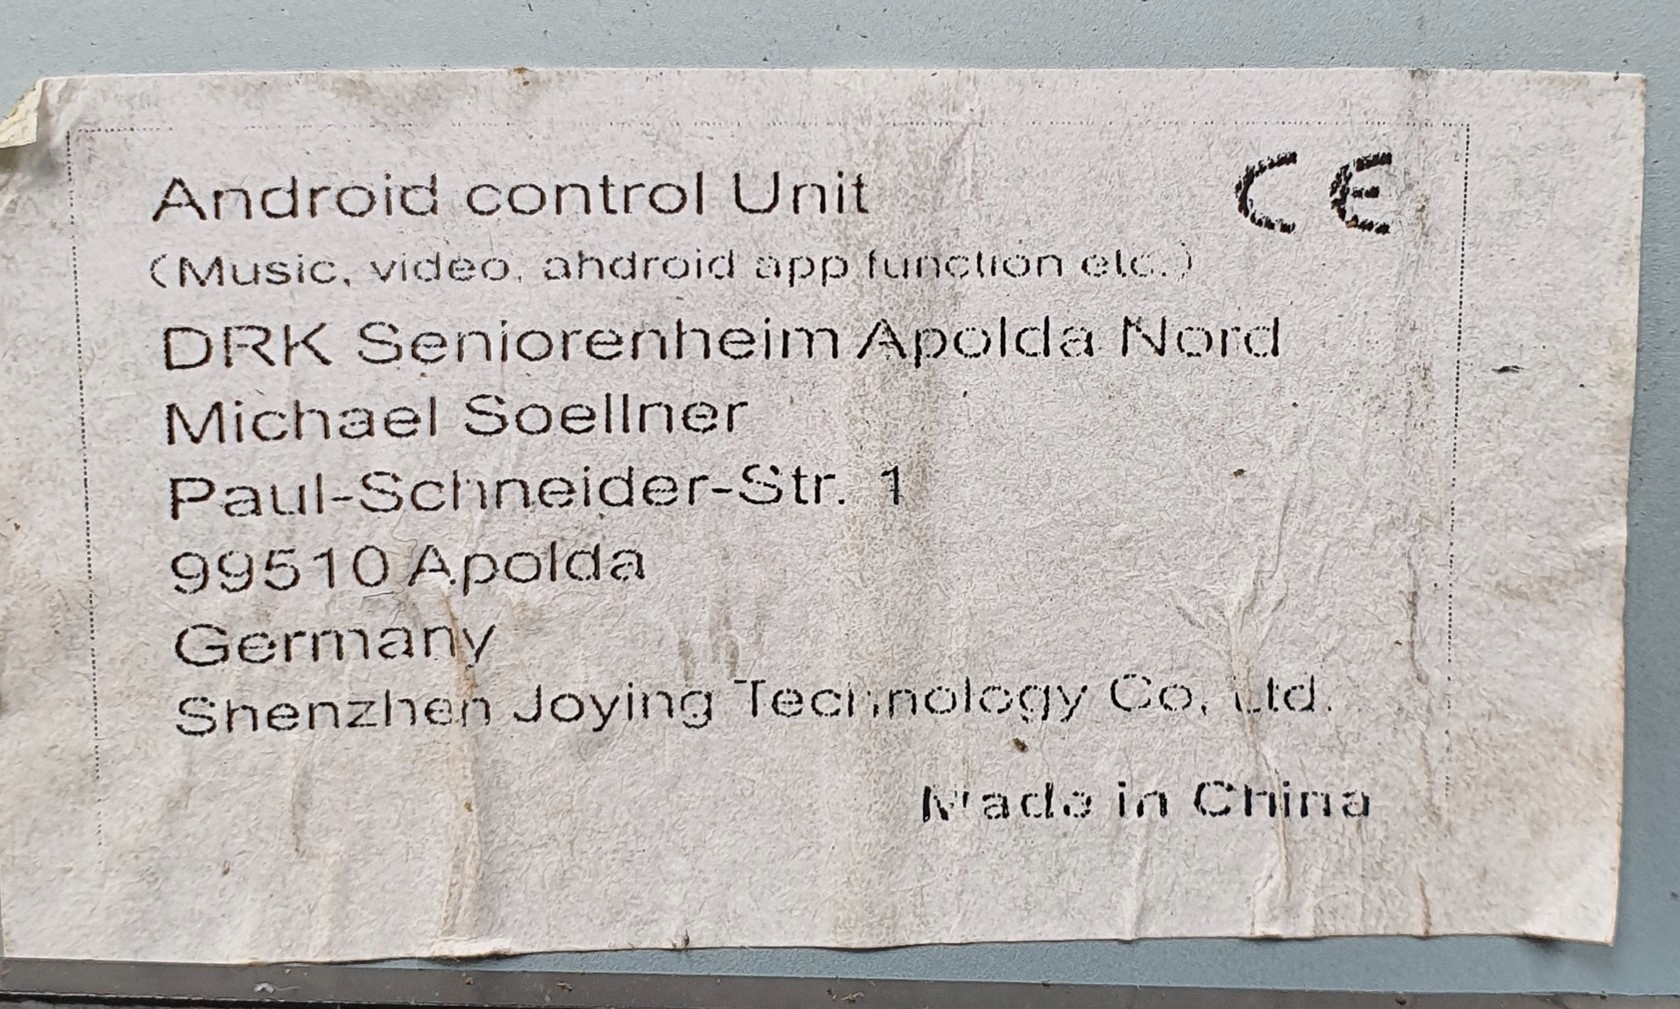 Android control Unit CE
(Music, video, android app function etc.)
DRK Seniorenheim Apolda Nord
Michael Soellner
Paul-Schneider-Str. 1
99510 Apolda
Germany
Shenzhen Joying Technology Co, Ltd.
Made in China